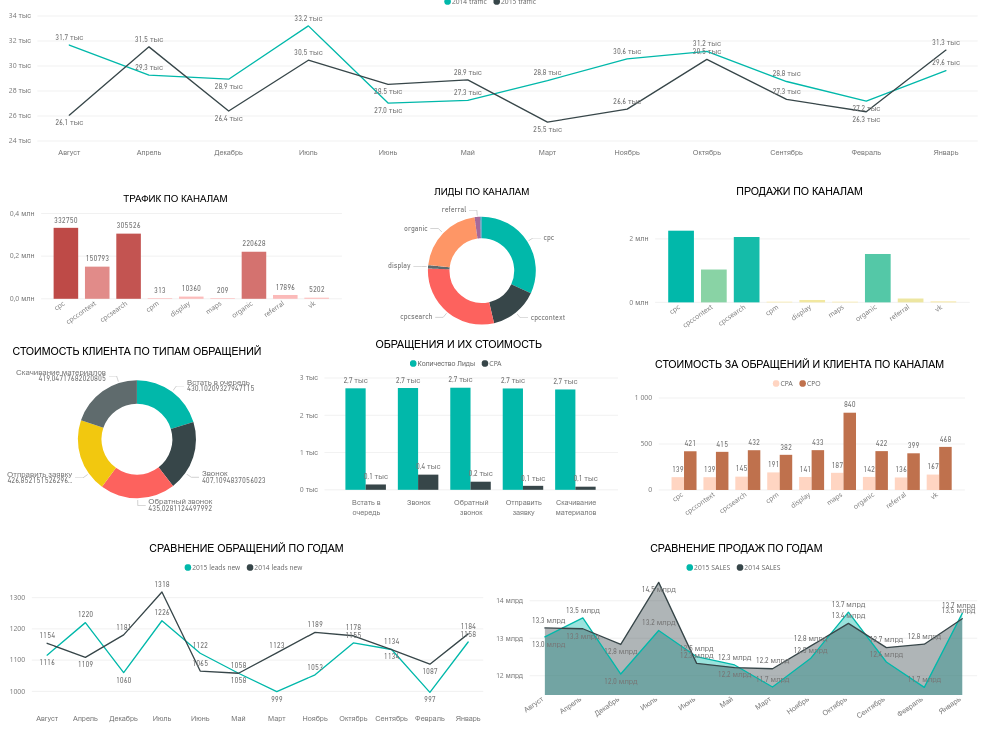 2014 traffic 2015 traffic
34 тыс
32 тыс
30 тыс
28 тыс
26 тыс
24 тыс
31.7 тыс
26.1 тыс
31.5 тыс
29.3 тыс
28.9 тыс
26.4 тыс
33.2 тыс
30.5 тыс
28.5 тыс
27.0 тыс
28.9 тыс
27.3 тыс
28.8 тыс
25.5 тыс
30.6 тыс
26.6 тыс
31.2 тыс
30.5 тыс
28.8 тыс
27.3 тыс
27.2 тыс
26.3 тыс
31.3 тыс
29.6 тыс
Август Апрель Декабрь Июль Июнь Май Март Ноябрь Октябрь Сентябрь Февраль Январь
ТРАФИК ПО КАНАЛАМ
0,4 млн
0,2 млн
0,0 млн
332750
150793
305526
313
10360
209
220628
17896
5202
cpc cpccontext cpcsearch cpm display maps organic referral vk
ЛИДЫ ПО КАНАЛАМ
referral
organic
cpc
display
cpcsearch
cpccontext
ПРОДАЖИ ПО КАНАЛАМ
2 млн
0 млн
cpc cpccontext cpcsearch cpm display maps organic referral vk
СТОИМОСТЬ КЛИЕНТА ПО ТИПАМ ОБРАЩЕНИЙ
Скачивание материалов
419.04717682020805
Встать в очередь
430.10209327947115
Отправить заявку
426.852151526296...
Звонок
407.1094837056023
Обратный звонок
435.0281124497992
ОБРАЩЕНИЯ И ИХ СТОИМОСТЬ
Количество Лиды CPA
3 тыс
2 тыс
1 тыс
0 тыс
2.7 тыс 2.7 тыс 2.7 тыс 2.7 тыс 2.7 тыс
0.1 тыс 0.4 тыс 0.2 тыс 0.1 тыс 0.1 тыс
Встать в очередь
Звонок
Обратный звонок
Отправить заявку
Скачивание материалов
СТОИМОСТЬ ЗА ОБРАЩЕНИЙ И КЛИЕНТА ПО КАНАЛАМ
CPA CPO
1 000
500
0
139 421
139 415
145 432
191 382
141 433
187 840
142 422
136 399
167 468
cpc cpccontext cpcsearch cpm display maps organic referral vk
СРАВНЕНИЕ ОБРАЩЕНИЙ ПО ГОДАМ
2015 leads new 2014 leads new
1300
1200
1100
1000
1154
1116
1220
1109
1181
1060
1318
1226
1122
1065
1058
1058
1123
999
1189
1053
1178
1155
1134
1134
1087
997
1184
1158
Август Апрель Декабрь Июль Июнь Май Март Ноябрь Октябрь Сентябрь Февраль Январь
СРАВНЕНИЕ ПРОДАЖ ПО ГОДАМ
2015 SALES 2014 SALES
14 млрд
13 млрд
12 млрд
13.3 млрд
13.0 млрд
13.5 млрд
13.3 млрд
12.8 млрд
12.0 млрд
14.5 млрд
13.2 млрд
12.3 млрд
12.2 млрд
12.2 млрд
11.7 млрд
12.8 млрд
13.7 млрд
13.4 млрд
12.7 млрд
12.4 млрд
12.8 млрд
11.7 млрд
13.7 млрд
13.5 млрд
Август Апрель Декабрь Июль Июнь Май Март Ноябрь Октябрь Сентябрь Февраль Январь